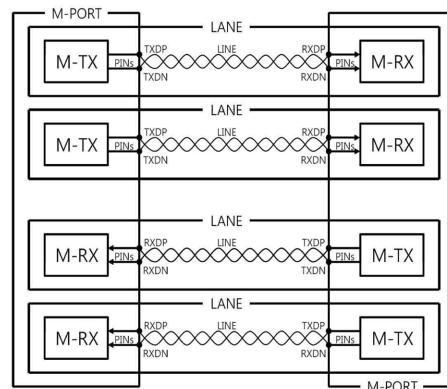 M-PORT
LANE
M-TX PINs TXDP LINE RXDP PINs M-RX
TXDN RXDN
LANE
M-TX PINs TXDP LINE RXDP PINs M-RX
TXDN RXDN
LANE
M-RX PINs RXDP LINE TXDP PINs M-TX
RXDN TXDN
LANE
M-RX PINs RXDP LINE TXDP PINs M-TX
RXDN TXDN
M-PORT